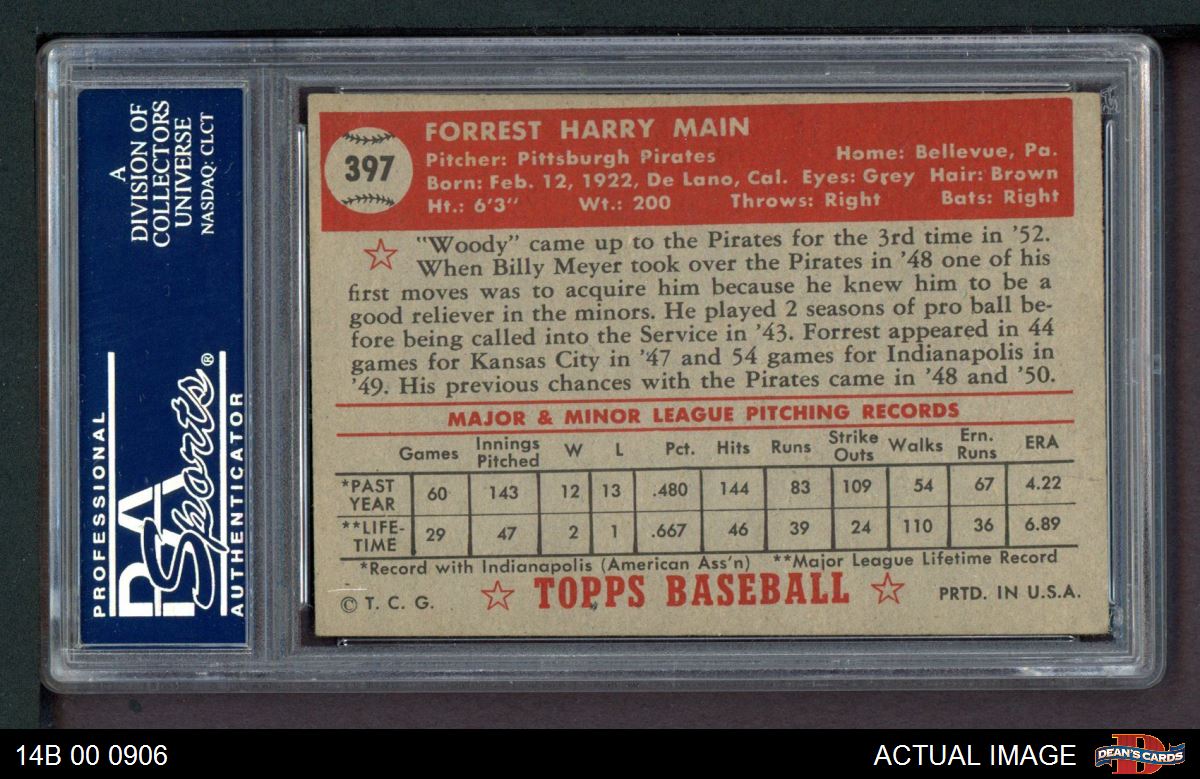 A
DIVISION OF
COLLECTORS
UNIVERSE
NASDAQ: CLCT
PROFESSIONAL
PSA
Sports®
AUTHENTICATOR
397
FORREST HARRY MAIN
Pitcher: Pittsburgh Pirates Home: Bellevue, Pa.
Born: Feb. 12, 1922, De Lano, Cal. Eyes: Grey Hair: Brown
Ht.: 6'3" Wt.: 200 Throws: Right Bats: Right
"Woody" came up to the Pirates for the 3rd time in '52.
When Billy Meyer took over the Pirates in '48 one of his
first moves was to acquire him because he knew him to be a
good reliever in the minors. He played 2 seasons of pro ball be-
fore being called into the Service in '43. Forrest appeared in 44
games for Kansas City in '47 and 54 games for Indianapolis in
'49. His previous chances with the Pirates came in '48 and '50.
MAJOR & MINOR LEAGUE PITCHING RECORDS
Games Innings Pitched W L Pct. Hits Runs Strike Outs Walks Ern. Runs ERA
*PAST YEAR 60 143 12 13 .480 144 83 109 54 67 4.22
**LIFE-TIME 29 47 2 1 .667 46 39 24 110 36 6.89
*Record with Indianapolis (American Ass'n) **Major League Lifetime Record
© T. C. G. TOPPS BASEBALL PRTD. IN U.S.A.
14B 00 0906 ACTUAL IMAGE DEAN'S CARDS